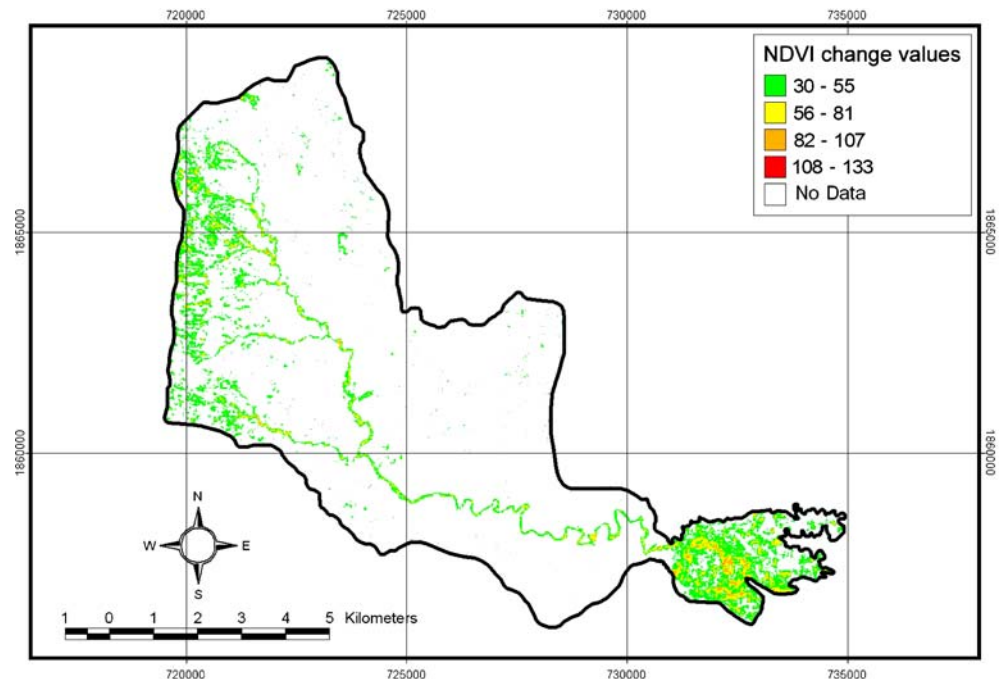 720000 725000 730000 735000
NDVI change values
30 - 55
56 - 81
82 - 107
108 - 133
No Data
1865000 1865000
1860000 1860000
N
W E
S
1 0 1 2 3 4 5 Kilometers
720000 725000 730000 735000